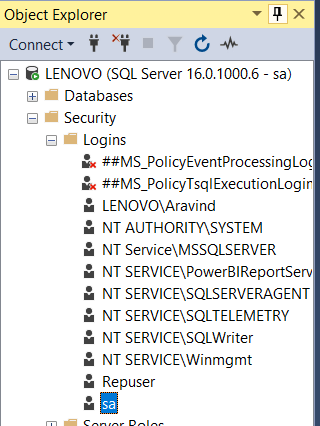 Object Explorer
Connect
LENOVO (SQL Server 16.0.1000.6 - sa)
Databases
Security
Logins
##MS_PolicyEventProcessingLog
##MS_PolicyTsqlExecutionLogin
LENOVO\Aravind
NT AUTHORITY\SYSTEM
NT Service\MSSQLSERVER
NT SERVICE\PowerBIReportServ
NT SERVICE\SQLSERVERAGENT
NT SERVICE\SQLTELEMETRY
NT SERVICE\SQLWriter
NT SERVICE\Winmgmt
Repuser
sa
Server Roles